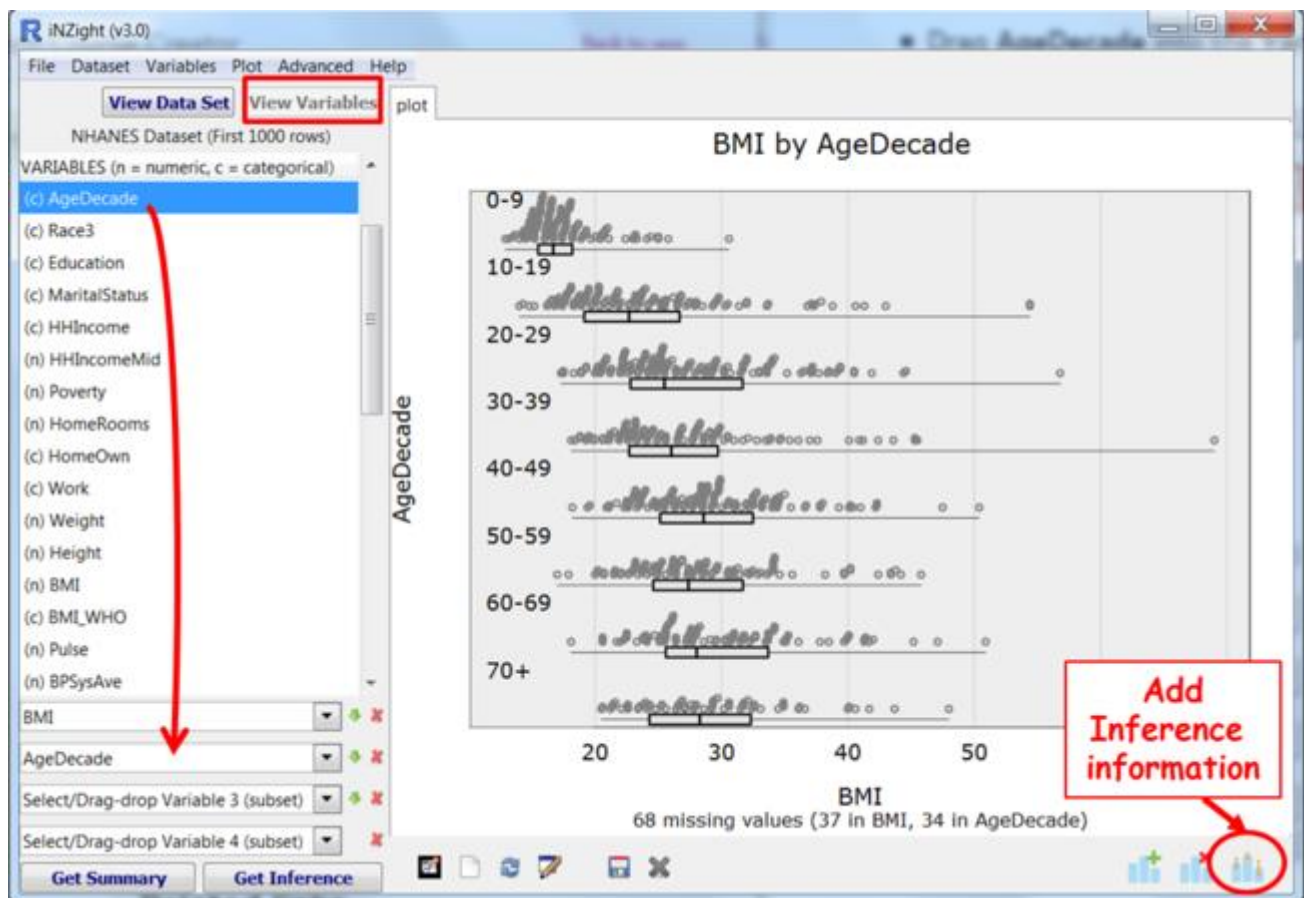 iNZight (v3.0)
File Dataset Variables Plot Advanced Help
View Data Set View Variables
NHANES Dataset (First 1000 rows)
VARIABLES (n = numeric, c = categorical)
(c) AgeDecade
(c) Race3
(c) Education
(c) MaritalStatus
(c) HHIncome
(n) HHIncomeMid
(n) Poverty
(n) HomeRooms
(c) HomeOwn
(c) Work
(n) Weight
(n) Height
(n) BMI
(c) BMI_WHO
(n) Pulse
(n) BPSysAve
BMI
AgeDecade
Select/Drag-drop Variable 3 (subset)
Select/Drag-drop Variable 4 (subset)
Get Summary Get Inference
plot
BMI by AgeDecade
AgeDecade
0-9
10-19
20-29
30-39
40-49
50-59
60-69
70+
20 30 40 50
BMI
68 missing values (37 in BMI, 34 in AgeDecade)
Add
Inference
information